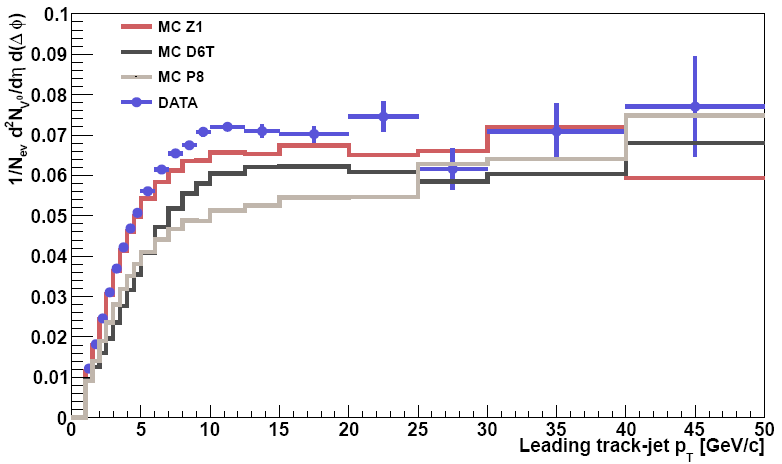 1/N_ev d²N_V⁰/dη d(Δφ)
0.1
0.09
0.08
0.07
0.06
0.05
0.04
0.03
0.02
0.01
0
MC Z1
MC D6T
MC P8
DATA
0 5 10 15 20 25 30 35 40 45 50
Leading track-jet p_T [GeV/c]